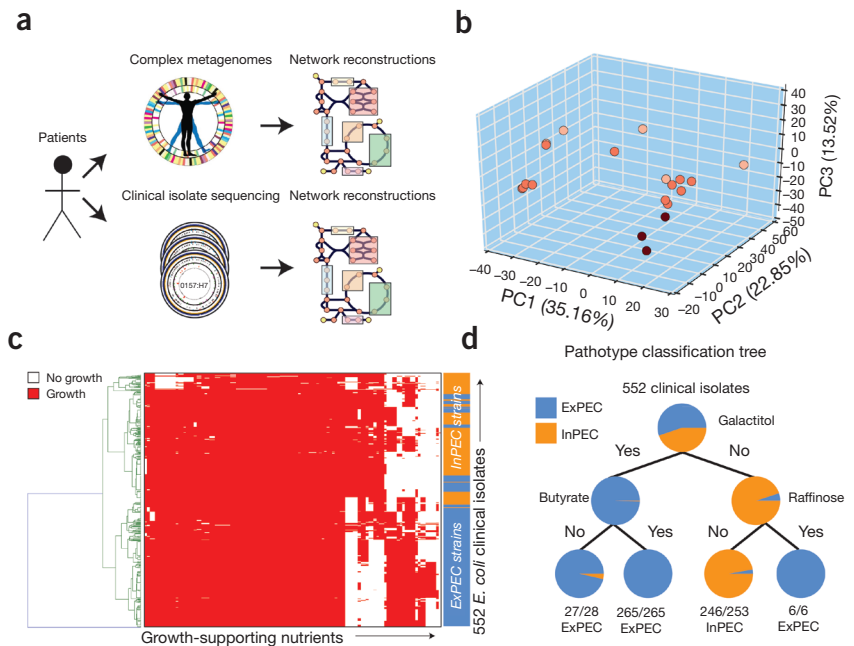 a
Complex metagenomes
Network reconstructions
Patients
Clinical isolate sequencing
Network reconstructions
0157:H7
b
40
30
20
10
0
−10
−20
−30
−40
−50
PC3 (13.52%)
60
50
40
30
20
10
0
−10
−20
PC2 (22.85%)
−40
−30
−20
−10
0
10
20
30
PC1 (35.16%)
c
No growth
Growth
InPEC strains
ExPEC strains
552 E. coli clinical isolates
Growth-supporting nutrients
d
Pathotype classification tree
552 clinical isolates
ExPEC
InPEC
Galactitol
Yes
No
Butyrate
Raffinose
No
Yes
No
Yes
27/28
ExPEC
265/265
ExPEC
246/253
InPEC
6/6
ExPEC